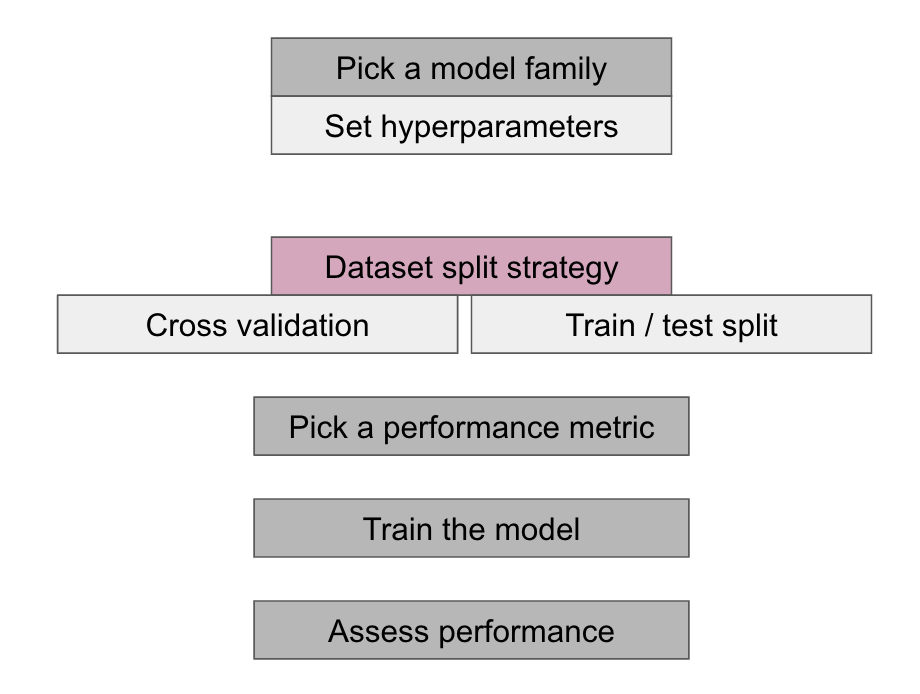 Pick a model family
Set hyperparameters
Dataset split strategy
Cross validation
Train / test split
Pick a performance metric
Train the model
Assess performance